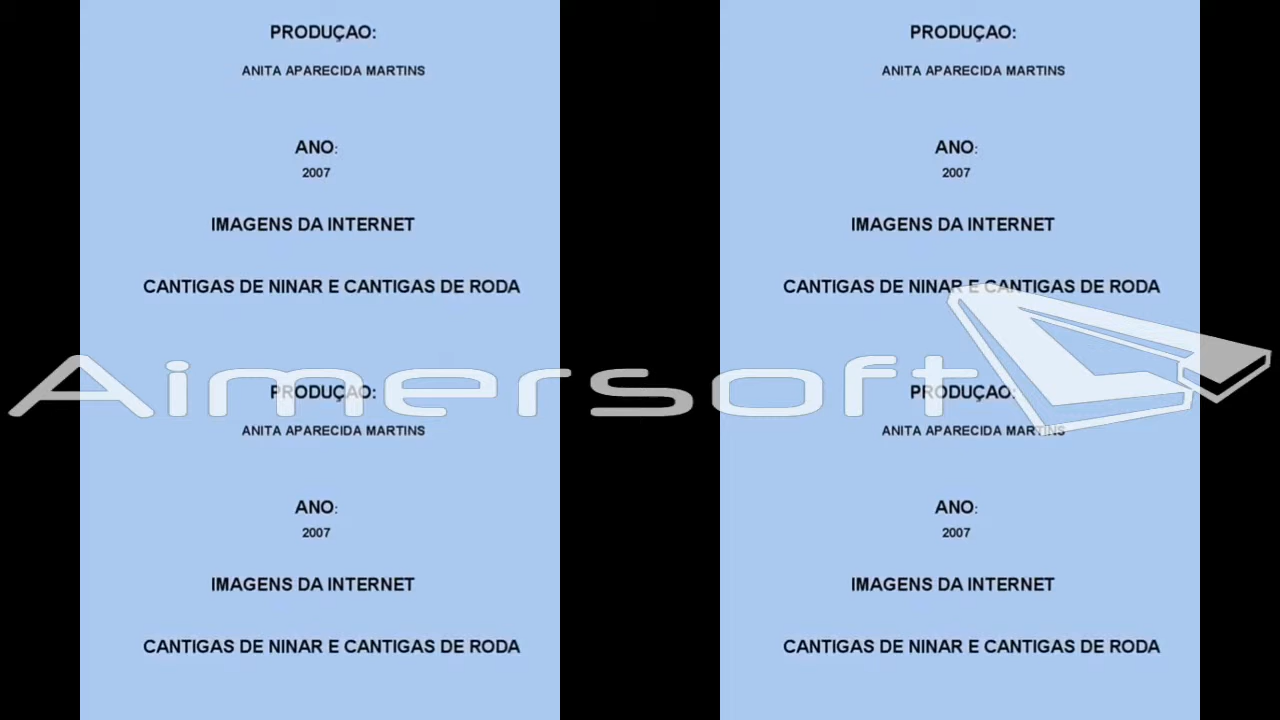 PRODUÇAO:
ANITA APARECIDA MARTINS
ANO:
2007
IMAGENS DA INTERNET
CANTIGAS DE NINAR E CANTIGAS DE RODA
PRODUÇAO:
ANITA APARECIDA MARTINS
ANO:
2007
IMAGENS DA INTERNET
CANTIGAS DE NINAR E CANTIGAS DE RODA
Aimersoft
PRODUÇAO:
ANITA APARECIDA MARTINS
ANO:
2007
IMAGENS DA INTERNET
CANTIGAS DE NINAR E CANTIGAS DE RODA
PRODUÇAO:
ANITA APARECIDA MARTINS
ANO:
2007
IMAGENS DA INTERNET
CANTIGAS DE NINAR E CANTIGAS DE RODA